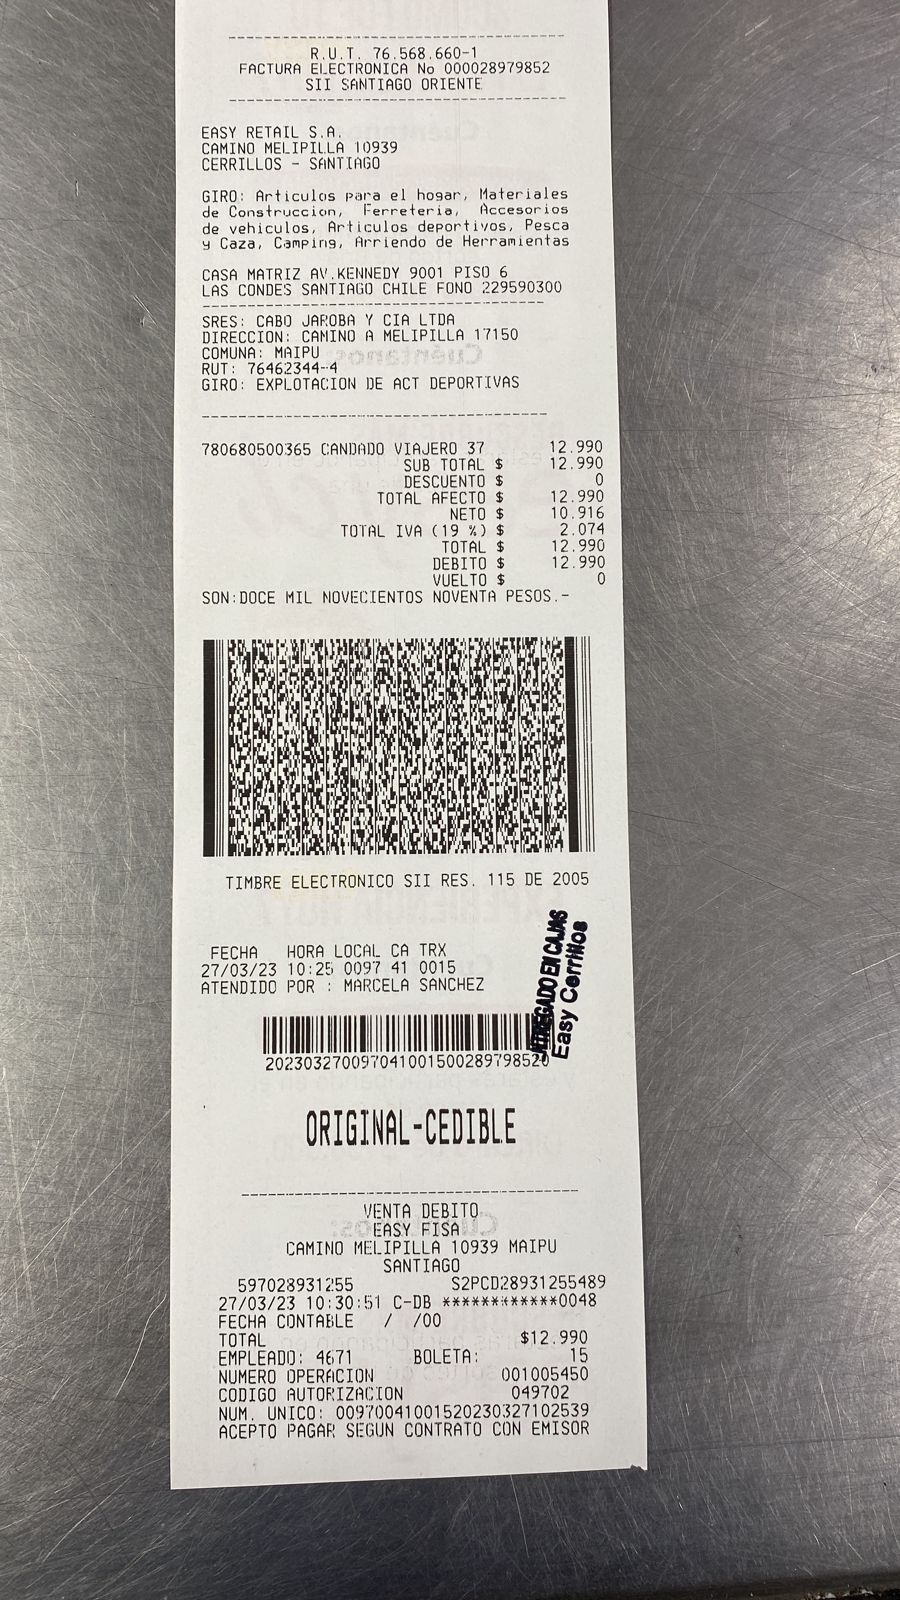 R.U.T. 76.568.660-1
FACTURA ELECTRONICA No 000028979852
SII SANTIAGO ORIENTE
EASY RETAIL S.A.
CAMINO MELIPILLA 10939
CERRILLOS - SANTIAGO
GIRO: Articulos para el hogar, Materiales
de Construccion, Ferreteria, Accesorios
de vehiculos, Articulos deportivos, Pesca
y Caza, Camping, Arriendo de Herramientas
CASA MATRIZ AV.KENNEDY 9001 PISO 6
LAS CONDES SANTIAGO CHILE FONO 229590300
SRES: CABO JAROBA Y CIA LTDA
DIRECCION: CAMINO A MELIPILLA 17150
COMUNA: MAIPU
RUT: 76462344-4
GIRO: EXPLOTACION DE ACT DEPORTIVAS
780680500365 CANDADO VIAJERO 37 12.990
SUB TOTAL $ 12.990
DESCUENTO $ 0
TOTAL AFECTO $ 12.990
NETO $ 10.916
TOTAL IVA (19 %) $ 2.074
TOTAL $ 12.990
DEBITO $ 12.990
VUELTO $ 0
SON:DOCE MIL NOVECIENTOS NOVENTA PESOS.-
TIMBRE ELECTRONICO SII RES. 115 DE 2005
FECHA HORA LOCAL CA TRX
27/03/23 10:25 0097 41 0015
ATENDIDO POR : MARCELA SANCHEZ
EN CAJAS
Easy Cerrillos
2023032700970410015000289798520
ORIGINAL-CEDIBLE
VENTA DEBITO
EASY FISA
CAMINO MELIPILLA 10939 MAIPU
SANTIAGO
597028931255 S2PCD28931255489
27/03/23 10:30:51 C-DB ************0048
FECHA CONTABLE / /00
TOTAL $12.990
EMPLEADO: 4671 BOLETA: 15
NUMERO OPERACION 001005450
CODIGO AUTORIZACION 049702
NUM. UNICO: 009700410015202303271​02539
ACEPTO PAGAR SEGUN CONTRATO CON EMISOR